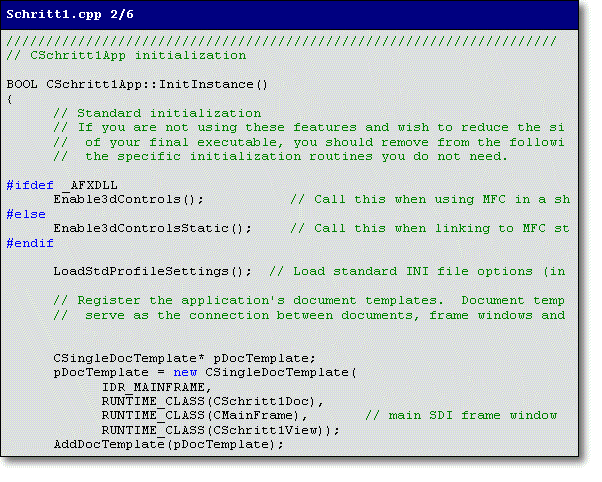 Schritt1.cpp 2/6
//////////////////////////////////////////////////////////////////////
// CSchritt1App initialization
BOOL CSchritt1App::InitInstance()
{
// Standard initialization
// If you are not using these features and wish to reduce the si
//  of your final executable, you should remove from the followi
//  the specific initialization routines you do not need.
#ifdef _AFXDLL
Enable3dControls();           // Call this when using MFC in a sh
#else
Enable3dControlsStatic();     // Call this when linking to MFC st
#endif
LoadStdProfileSettings();  // Load standard INI file options (in
// Register the application's document templates.  Document temp
//  serve as the connection between documents, frame windows and
CSingleDocTemplate* pDocTemplate;
pDocTemplate = new CSingleDocTemplate(
IDR_MAINFRAME,
RUNTIME_CLASS(CSchritt1Doc),
RUNTIME_CLASS(CMainFrame),       // main SDI frame window
RUNTIME_CLASS(CSchritt1View));
AddDocTemplate(pDocTemplate);